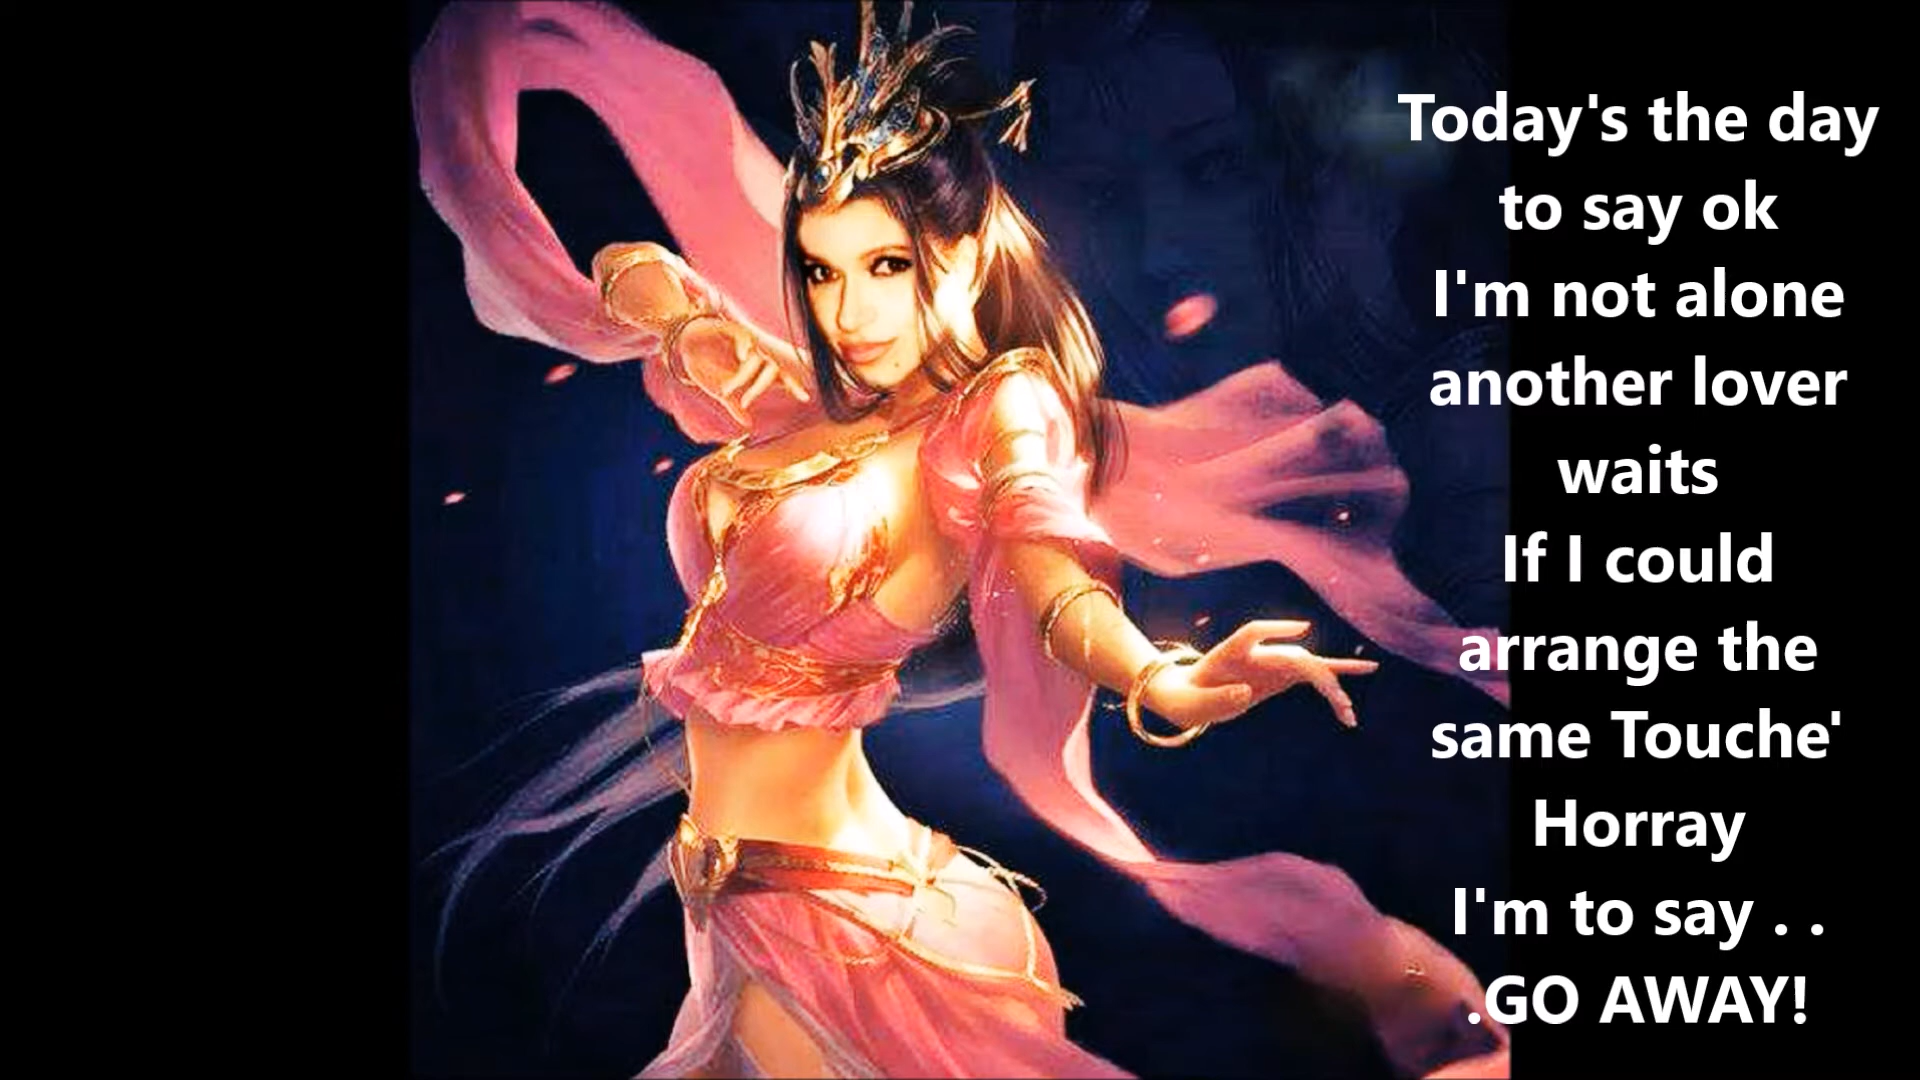 Today's the day
to say ok
I'm not alone
another lover
waits
If I could
arrange the
same Touche'
Horray
I'm to say . .
.GO AWAY!